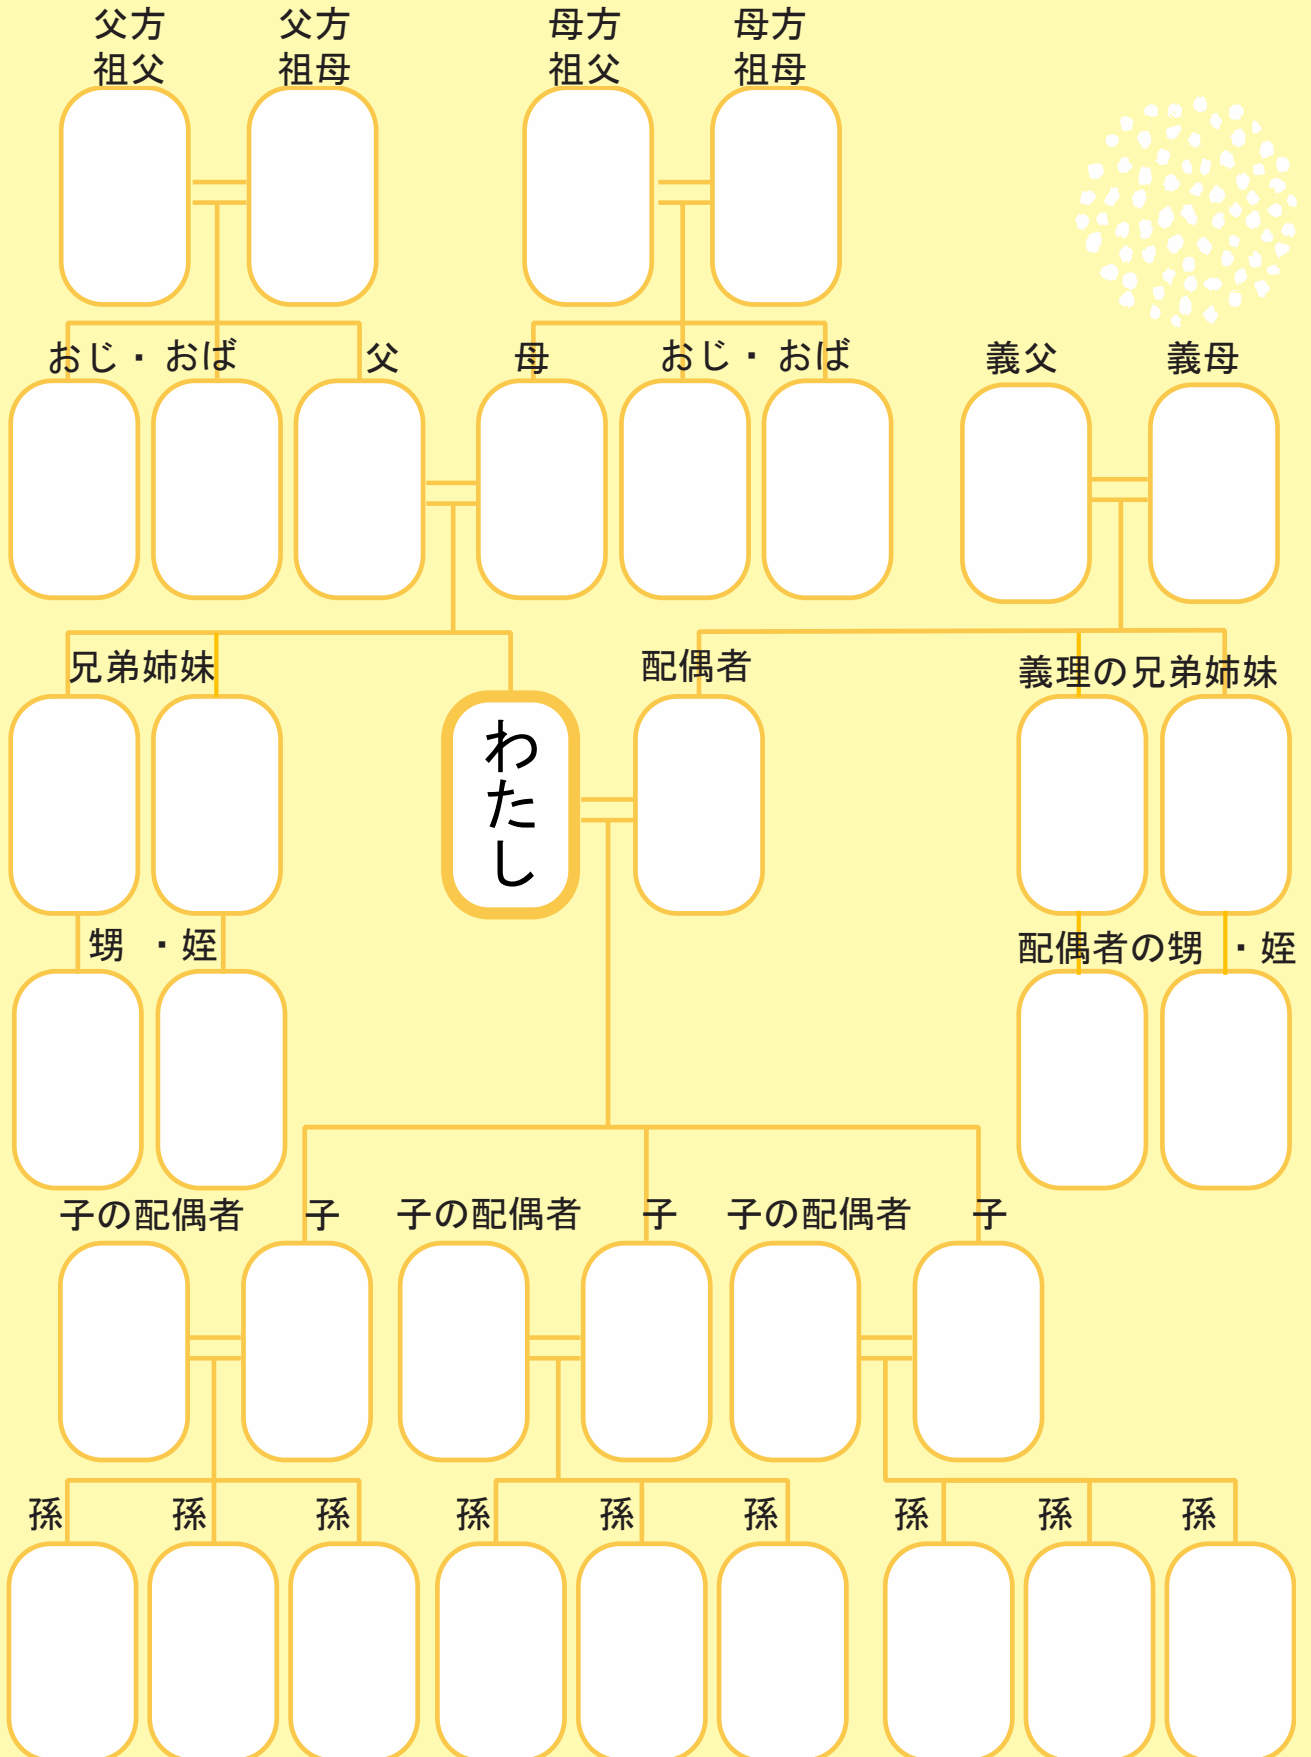 父方 父方 母方 母方
祖父 祖母 祖父 祖母
おじ・おば 父 母 おじ・おば 義父 義母
兄弟姉妹 わたし 配偶者 義理の兄弟姉妹
甥 ・姪 配偶者の甥 ・姪
子の配偶者 子 子の配偶者 子 子の配偶者 子
孫 孫 孫 孫 孫 孫 孫 孫 孫